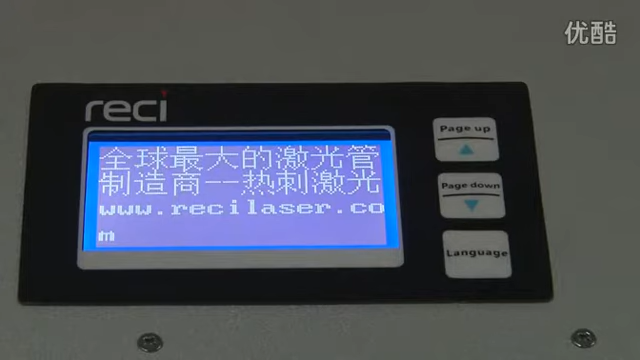 优酷
reci
全球最大的激光管
制造商--热刺激光
www.recilaser.co
m
Page up
Page down
Language